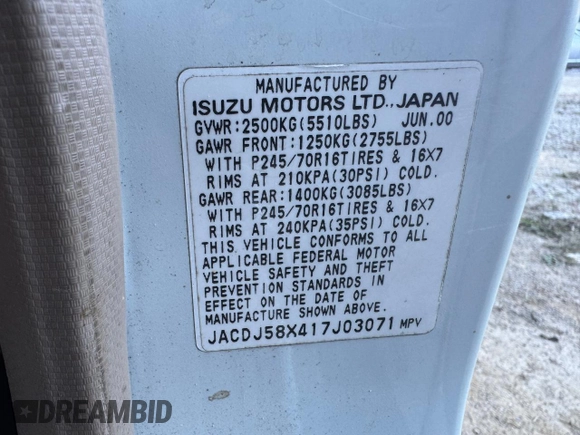 MANUFACTURED BY
ISUZU MOTORS LTD., JAPAN
GVWR:2500KG(5510LBS) JUN.00
GAWR FRONT:1250KG(2755LBS)
WITH P245/70R16TIRES & 16X7
RIMS AT 210KPA(30PSI) COLD.
GAWR REAR:1400KG(3085LBS)
WITH P245/70R16TIRES & 16X7
RIMS AT 240KPA(35PSI) COLD.
THIS VEHICLE CONFORMS TO ALL
APPLICABLE FEDERAL MOTOR
VEHICLE SAFETY AND THEFT
PREVENTION STANDARDS IN
EFFECT ON THE DATE OF
MANUFACTURE SHOWN ABOVE.
JACDJ58X417J03071 MPV
DREAMBID